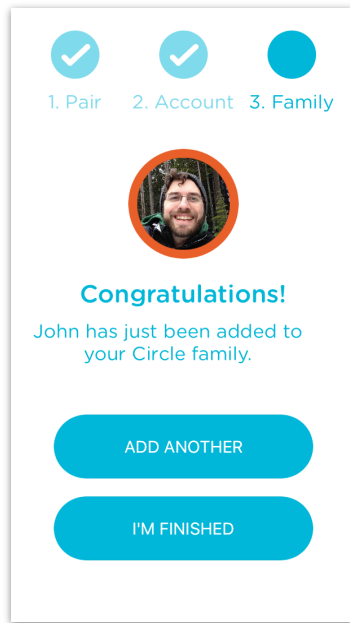 1. Pair 2. Account 3. Family
Congratulations!
John has just been added to
your Circle family.
ADD ANOTHER
I'M FINISHED